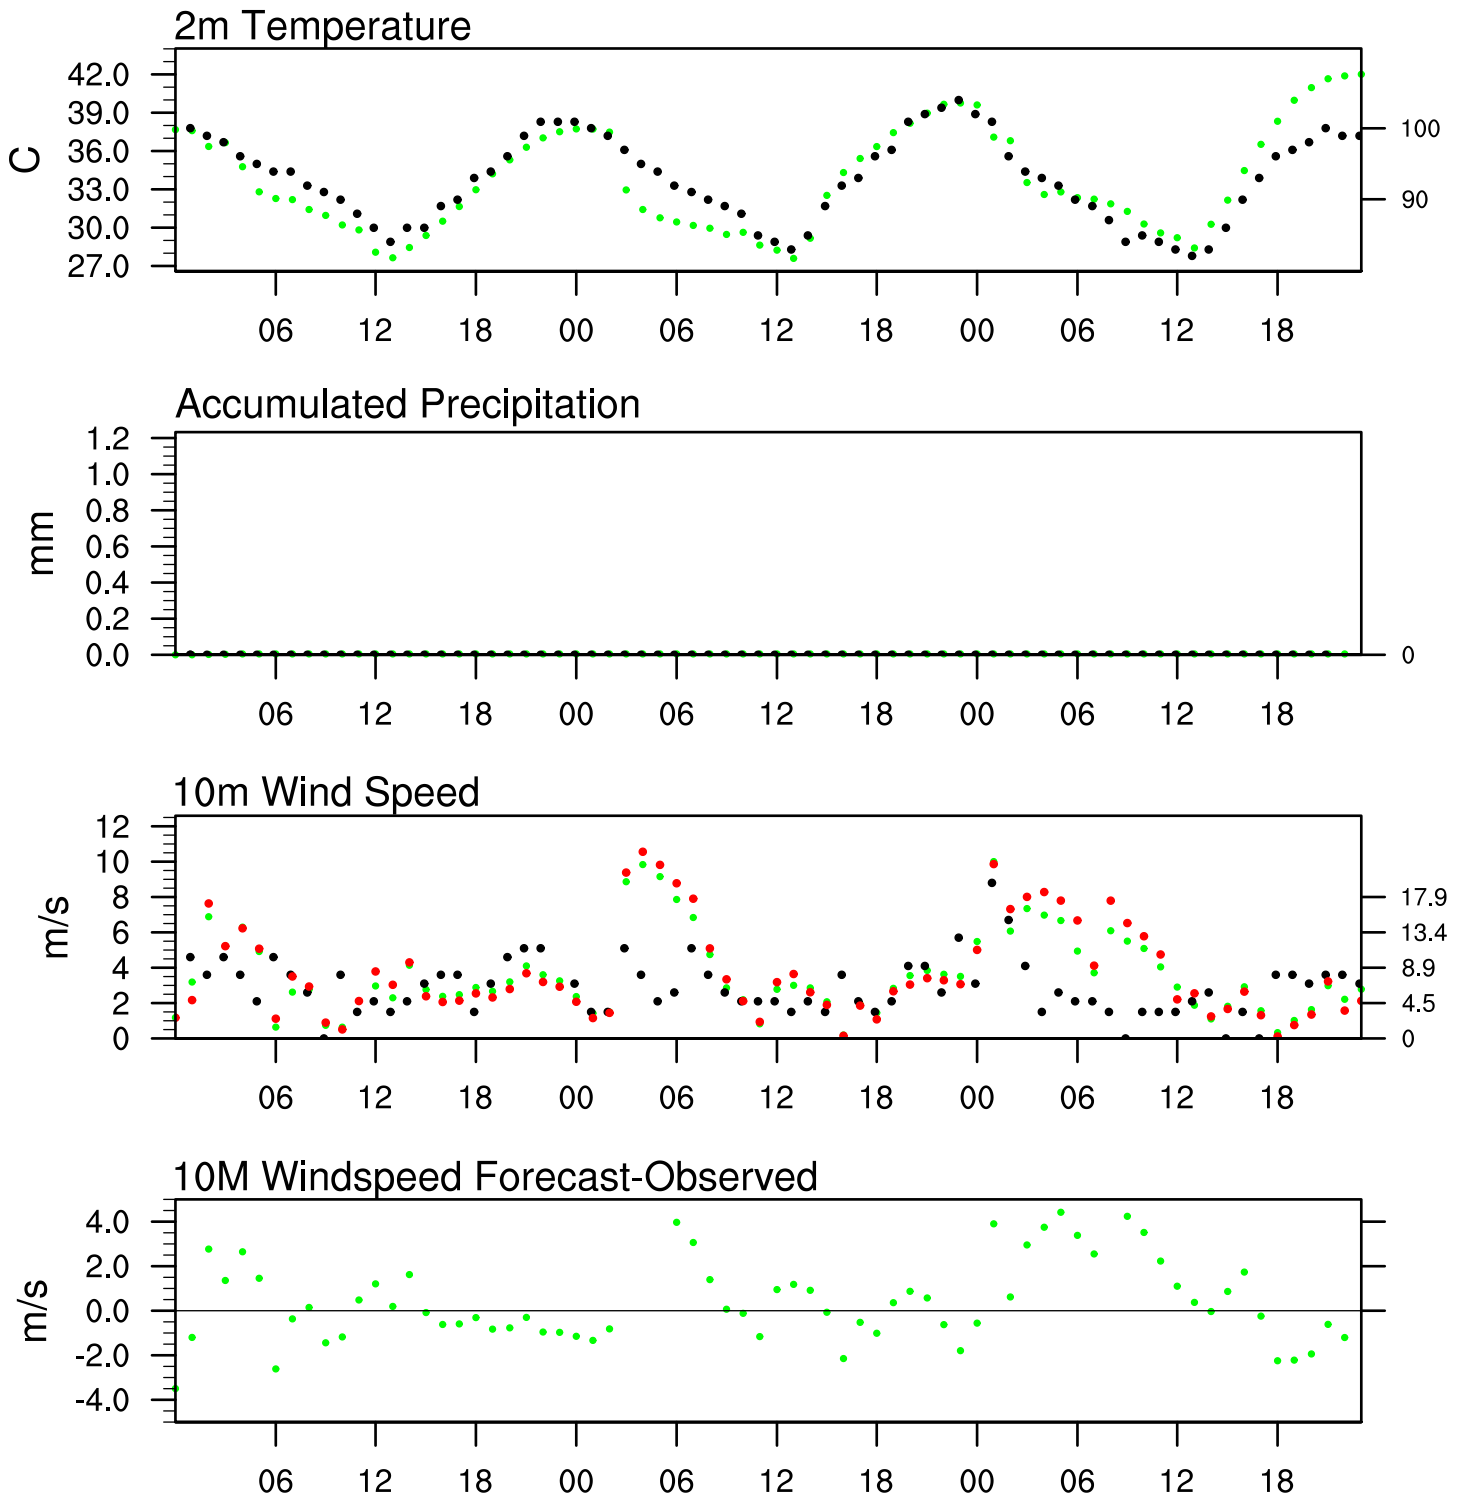 2m Temperature
42.0
39.0
36.0
33.0
30.0
27.0
C
100
90
06 12 18 00 06 12 18 00 06 12 18
Accumulated Precipitation
1.2
1.0
0.8
0.6
0.4
0.2
0.0
mm
0
06 12 18 00 06 12 18 00 06 12 18
10m Wind Speed
12
10
8
6
4
2
0
m/s
17.9
13.4
8.9
4.5
0
06 12 18 00 06 12 18 00 06 12 18
10M Windspeed Forecast-Observed
4.0
2.0
0.0
-2.0
-4.0
m/s
06 12 18 00 06 12 18 00 06 12 18